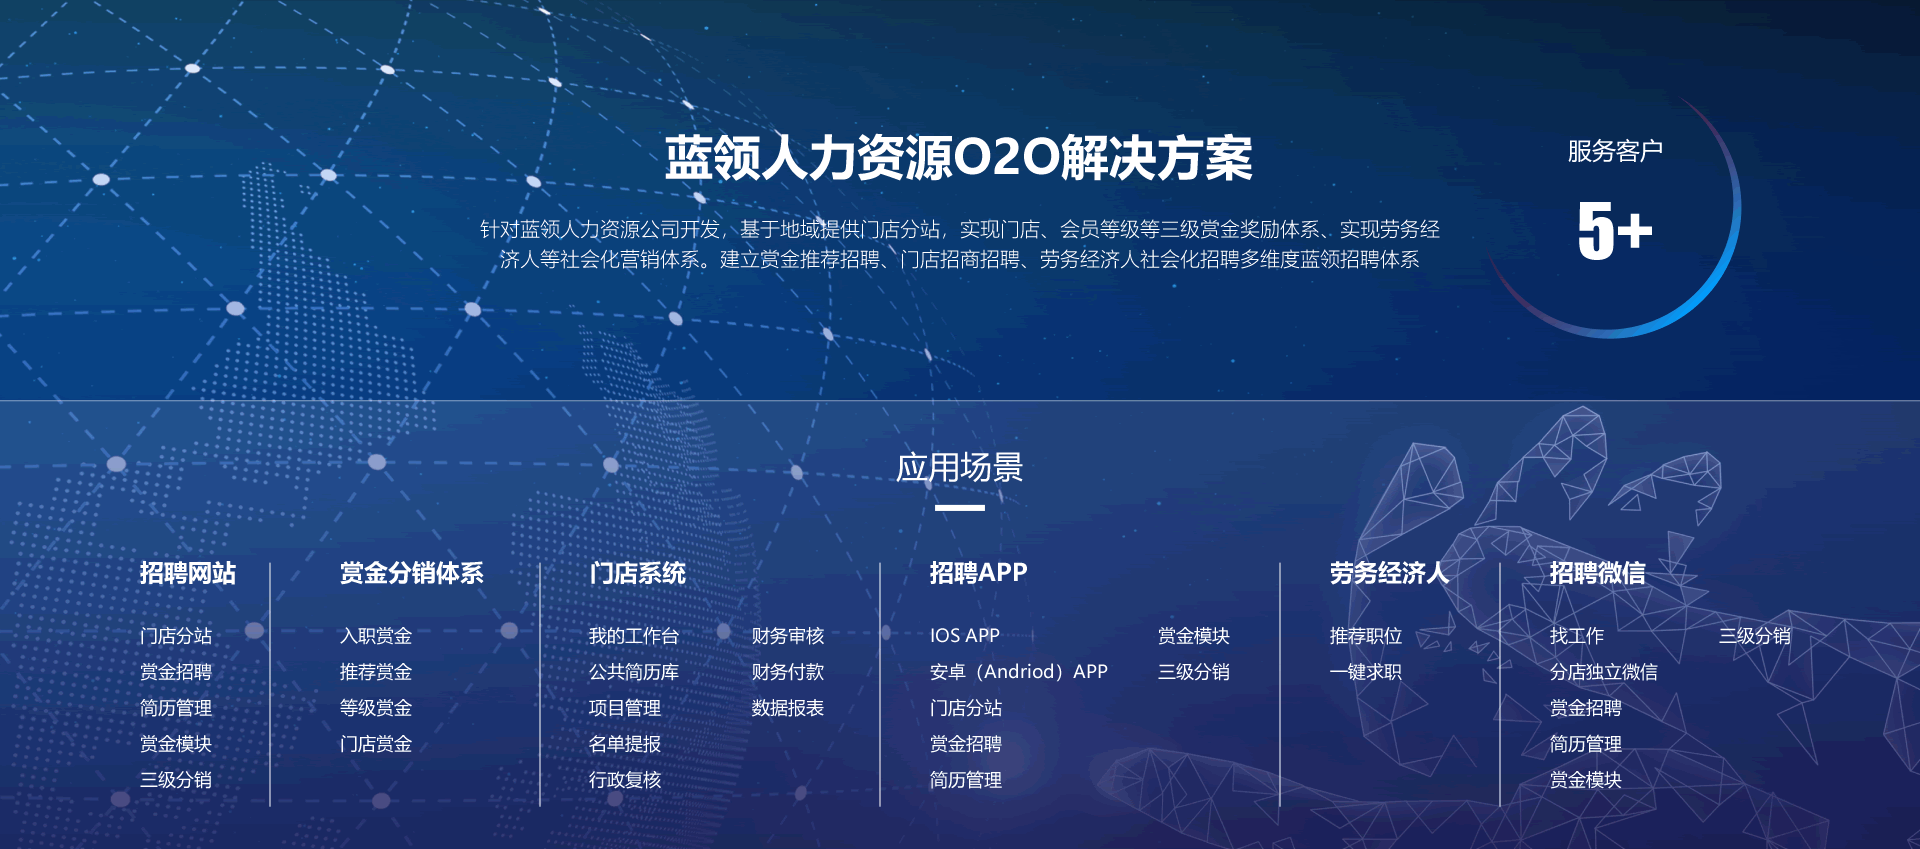 蓝领人力资源O2O解决方案
针对蓝领人力资源公司开发，基于地域提供门店分站，实现门店、会员等级等三级赏金奖励体系、实现劳务经
济人等社会化营销体系。建立赏金推荐招聘、门店招商招聘、劳务经济人社会化招聘多维度蓝领招聘体系
服务客户
5+
应用场景
招聘网站
门店分站
赏金招聘
简历管理
赏金模块
三级分销
赏金分销体系
入职赏金
推荐赏金
等级赏金
门店赏金
门店系统
我的工作台
公共简历库
项目管理
名单提报
行政复核
财务审核
财务付款
数据报表
招聘APP
IOS APP
安卓（Andriod）APP
门店分站
赏金招聘
简历管理
赏金模块
三级分销
劳务经济人
推荐职位
一键求职
招聘微信
找工作
分店独立微信
赏金招聘
简历管理
赏金模块
三级分销